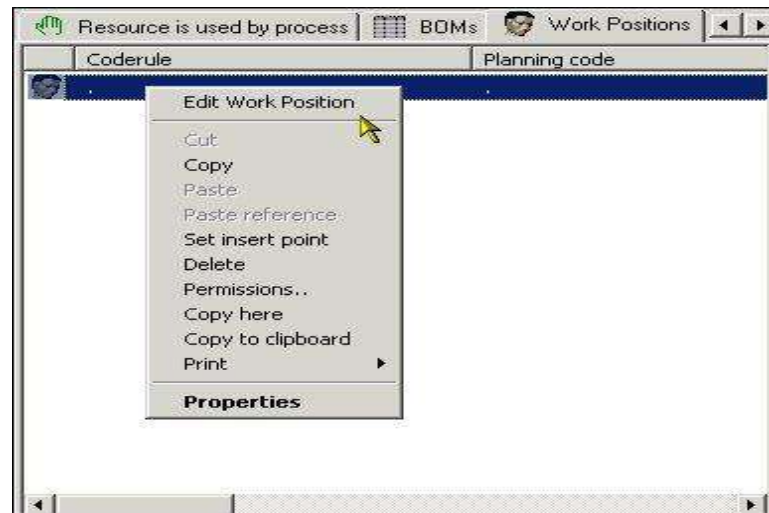 Resource is used by process BOMs Work Positions
Coderule Planning code
. .
Edit Work Position
Cut
Copy
Paste
Paste reference
Set insert point
Delete
Permissions..
Copy here
Copy to clipboard
Print
Properties